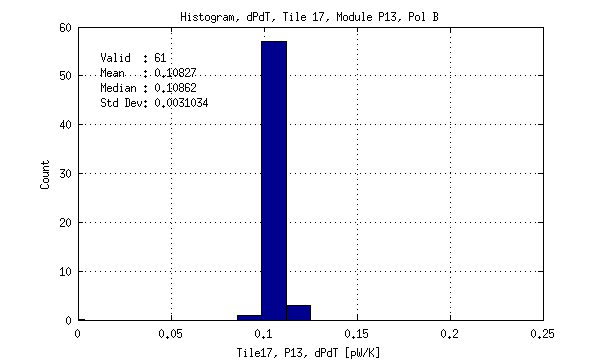 Histogram, dPdT, Tile 17, Module P13, Pol B
60
50
40
30
20
10
0
Count
Valid : 61
Mean : 0.10827
Median : 0.10862
Std Dev: 0.0031034
0 0.05 0.1 0.15 0.2 0.25
Tile17, P13, dPdT [pW/K]